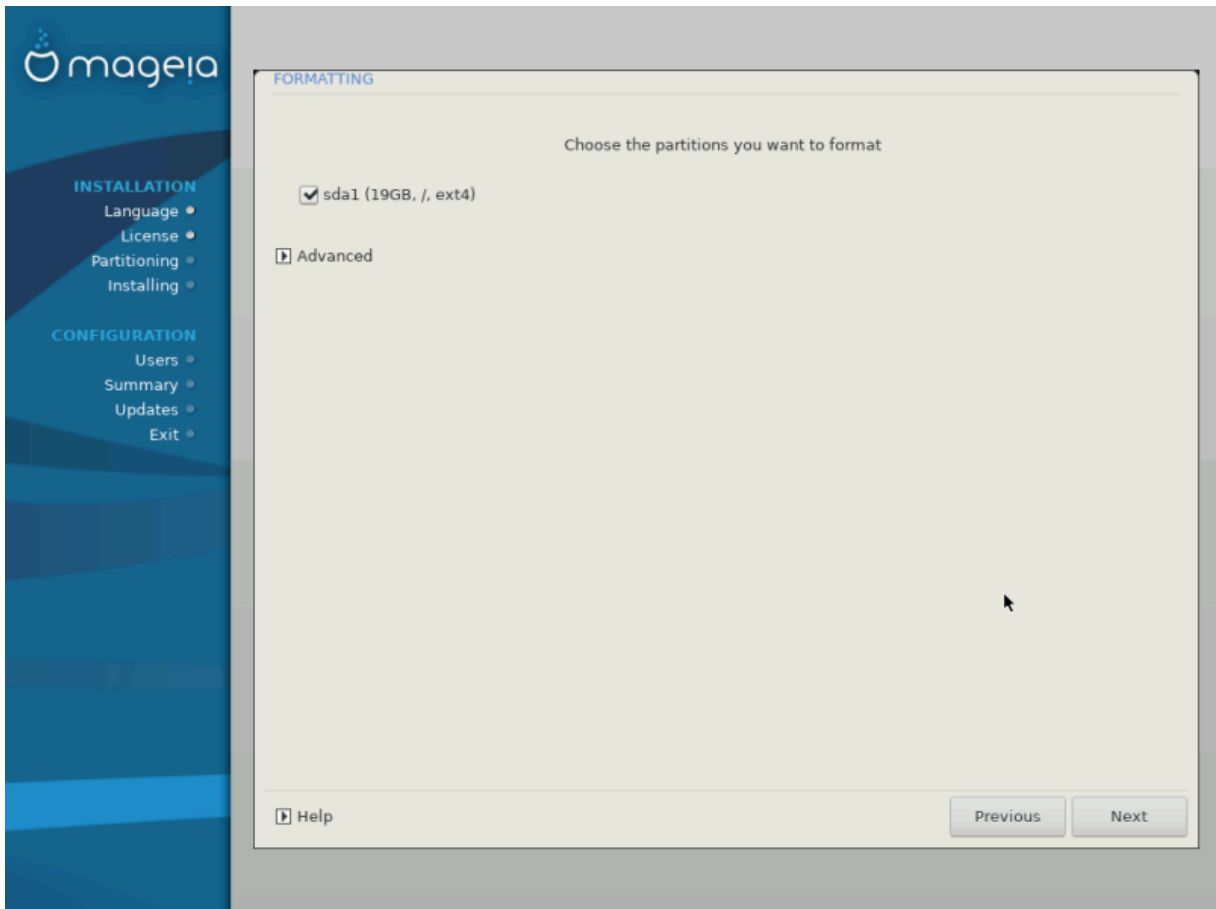 mageia
INSTALLATION
Language
License
Partitioning
Installing
CONFIGURATION
Users
Summary
Updates
Exit
FORMATTING
Choose the partitions you want to format
sda1 (19GB, /, ext4)
Advanced
Help
Previous
Next